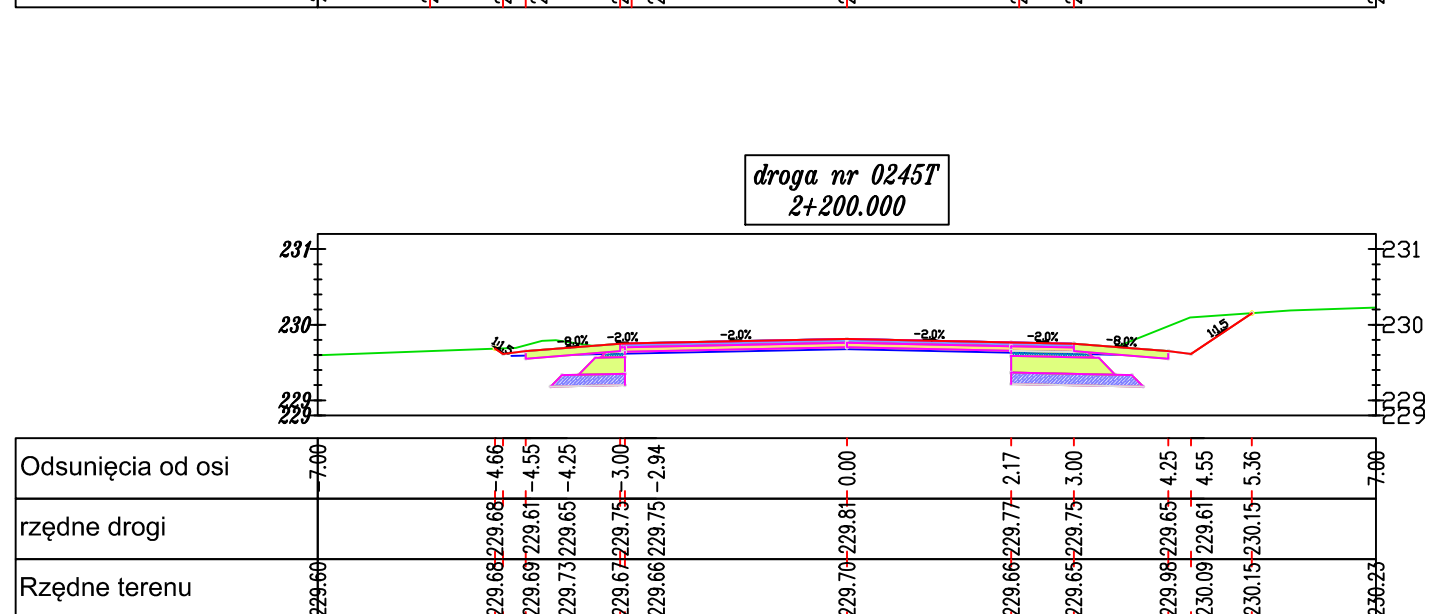 droga nr 0245T
2+200.000
231 231
230 230
229 229
229 229
1:1.5 -8.0% -2.0% -2.0% -2.0% -2.0% -8.0% 1:1.5
Odsunięcia od osi -7.00 -4.66 -4.55 -4.25 -3.00 -2.94 0.00 2.17 3.00 4.25 4.55 5.36 7.00
rzędne drogi 229.68 229.61 229.65 229.75 229.75 229.81 229.77 229.75 229.65 229.61 230.15
Rzędne terenu 229.60 229.68 229.69 229.73 229.67 229.66 229.70 229.66 229.65 229.98 230.09 230.15 230.23